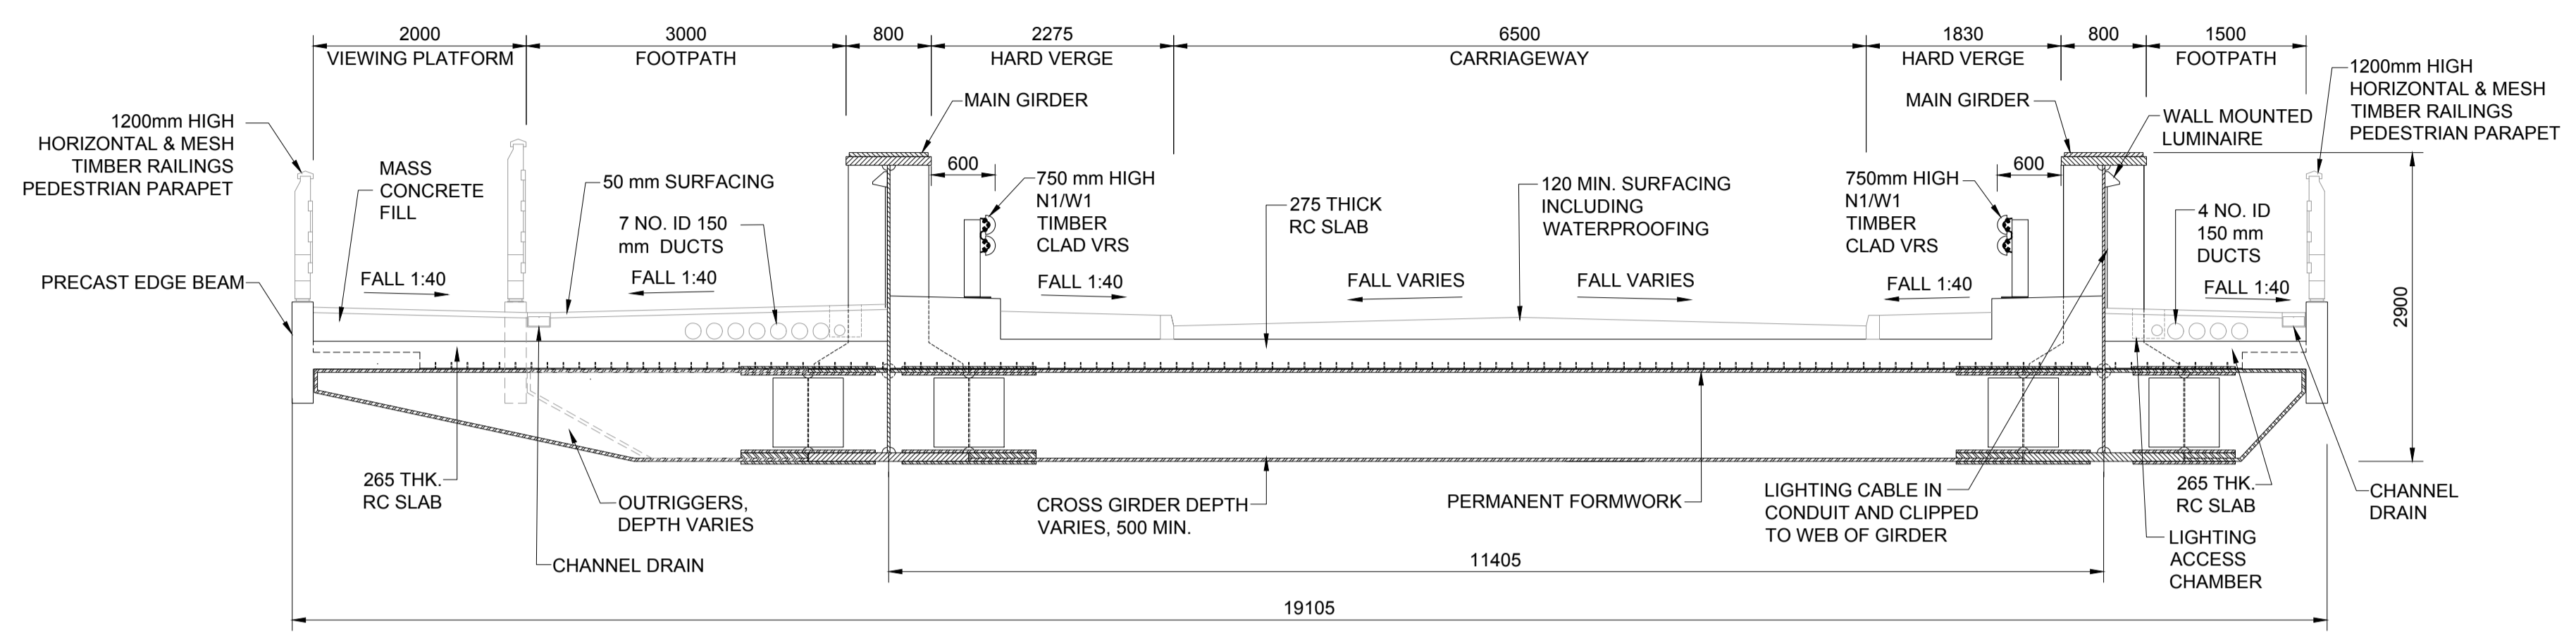 2000
3000
800
2275
6500
1830
800
1500
VIEWING PLATFORM
FOOTPATH
HARD VERGE
CARRIAGEWAY
HARD VERGE
FOOTPATH
1200mm HIGH
HORIZONTAL & MESH
TIMBER RAILINGS
PEDESTRIAN PARAPET
MASS
CONCRETE
FILL
50 mm SURFACING
7 NO. ID 150
mm DUCTS
MAIN GIRDER
600
750 mm HIGH
N1/W1
TIMBER
CLAD VRS
275 THICK
RC SLAB
120 MIN. SURFACING
INCLUDING
WATERPROOFING
MAIN GIRDER
600
750mm HIGH
N1/W1
TIMBER
CLAD VRS
WALL MOUNTED
LUMINAIRE
1200mm HIGH
HORIZONTAL & MESH
TIMBER RAILINGS
PEDESTRIAN PARAPET
4 NO. ID
150 mm
DUCTS
PRECAST EDGE BEAM
FALL 1:40
FALL 1:40
FALL 1:40
FALL VARIES
FALL VARIES
FALL 1:40
FALL 1:40
2900
265 THK.
RC SLAB
OUTRIGGERS,
DEPTH VARIES
CHANNEL DRAIN
CROSS GIRDER DEPTH
VARIES, 500 MIN.
PERMANENT FORMWORK
LIGHTING CABLE IN
CONDUIT AND CLIPPED
TO WEB OF GIRDER
265 THK.
RC SLAB
CHANNEL
DRAIN
LIGHTING
ACCESS
CHAMBER
11405
19105